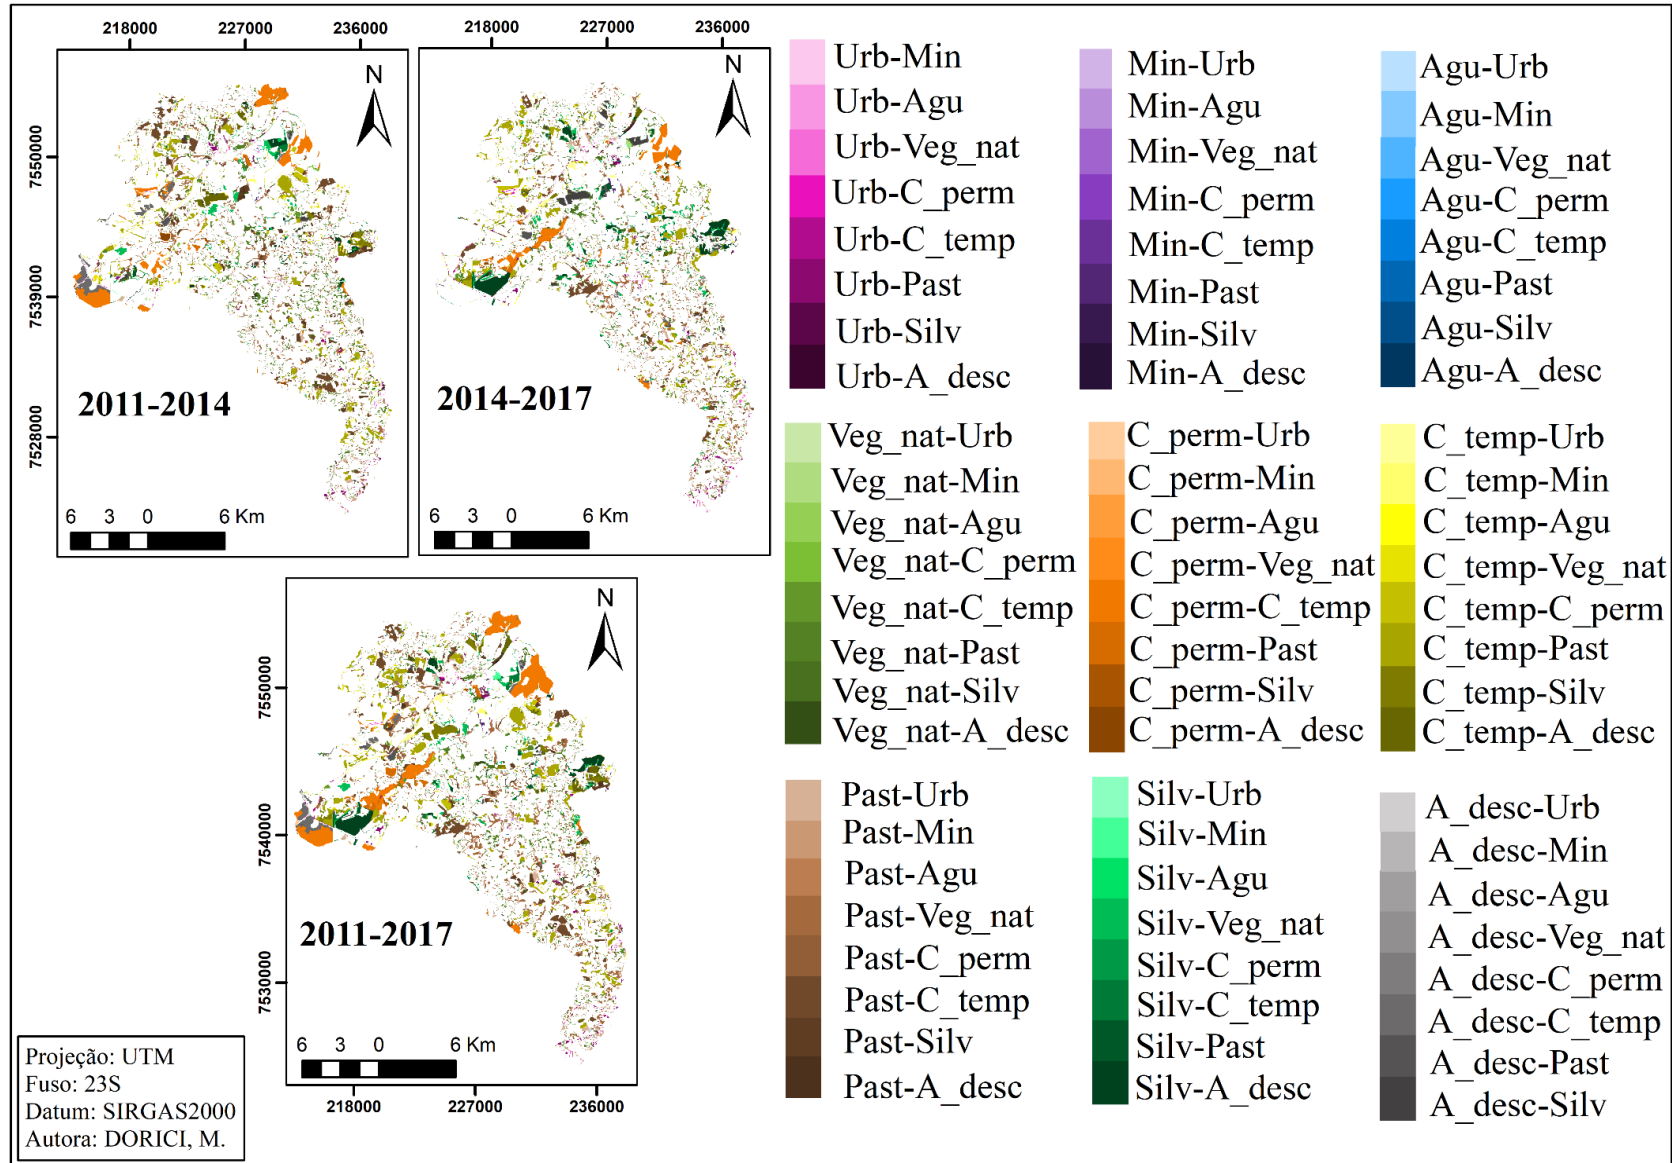 218000 227000 236000
218000 227000 236000
7550000
7539000
7528000
N
N
2011-2014
2014-2017
6 3 0 6 Km
6 3 0 6 Km
N
7550000
7540000
7530000
2011-2017
6 3 0 6 Km
218000 227000 236000
Projeção: UTM
Fuso: 23S
Datum: SIRGAS2000
Autora: DORICI, M.
Urb-Min
Urb-Agu
Urb-Veg_nat
Urb-C_perm
Urb-C_temp
Urb-Past
Urb-Silv
Urb-A_desc
Min-Urb
Min-Agu
Min-Veg_nat
Min-C_perm
Min-C_temp
Min-Past
Min-Silv
Min-A_desc
Agu-Urb
Agu-Min
Agu-Veg_nat
Agu-C_perm
Agu-C_temp
Agu-Past
Agu-Silv
Agu-A_desc
Veg_nat-Urb
Veg_nat-Min
Veg_nat-Agu
Veg_nat-C_perm
Veg_nat-C_temp
Veg_nat-Past
Veg_nat-Silv
Veg_nat-A_desc
C_perm-Urb
C_perm-Min
C_perm-Agu
C_perm-Veg_nat
C_perm-C_temp
C_perm-Past
C_perm-Silv
C_perm-A_desc
C_temp-Urb
C_temp-Min
C_temp-Agu
C_temp-Veg_nat
C_temp-C_perm
C_temp-Past
C_temp-Silv
C_temp-A_desc
Past-Urb
Past-Min
Past-Agu
Past-Veg_nat
Past-C_perm
Past-C_temp
Past-Silv
Past-A_desc
Silv-Urb
Silv-Min
Silv-Agu
Silv-Veg_nat
Silv-C_perm
Silv-C_temp
Silv-Past
Silv-A_desc
A_desc-Urb
A_desc-Min
A_desc-Agu
A_desc-Veg_nat
A_desc-C_perm
A_desc-C_temp
A_desc-Past
A_desc-Silv